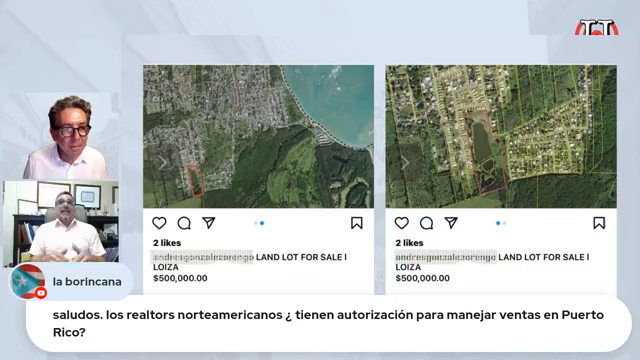 TT
2 likes
LAND LOT FOR SALE I
LOIZA
$500,000.00
2 likes
LAND LOT FOR SALE I
LOIZA
$500,000.00
la borincana
saludos. los realtors norteamericanos ¿ tienen autorización para manejar ventas en Puerto
Rico?